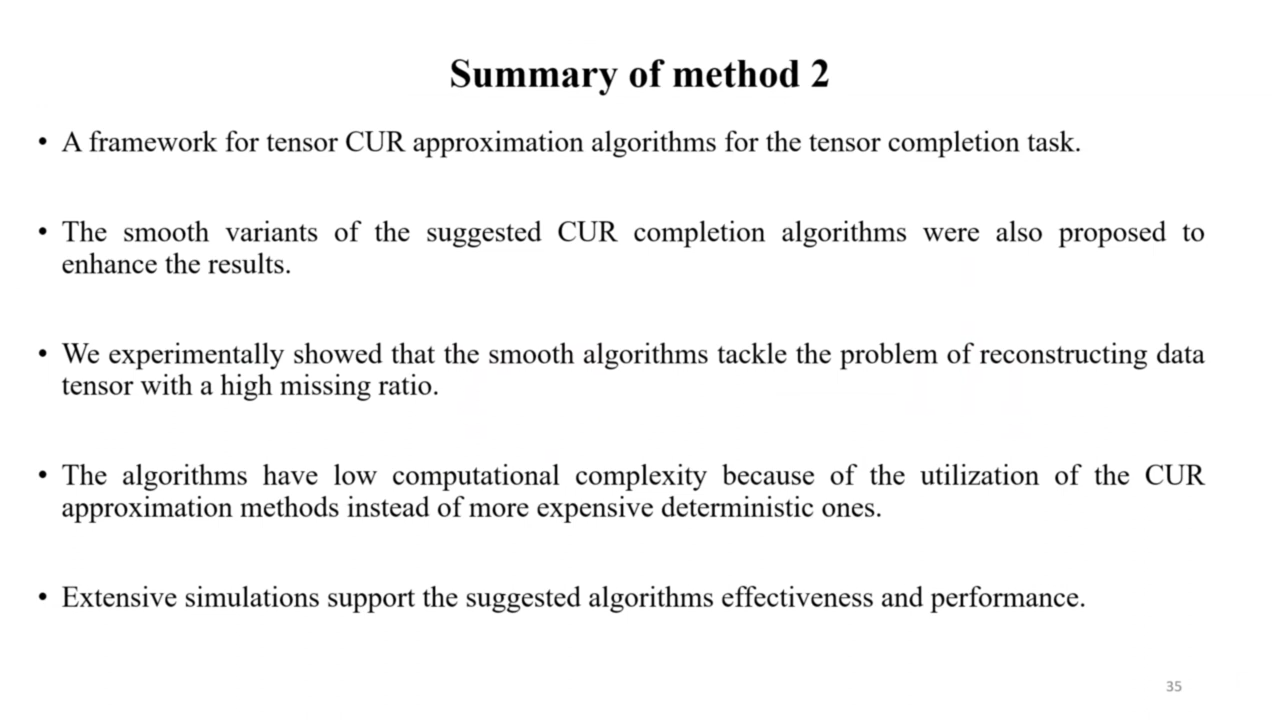 Summary of method 2
• A framework for tensor CUR approximation algorithms for the tensor completion task.
• The smooth variants of the suggested CUR completion algorithms were also proposed to
enhance the results.
• We experimentally showed that the smooth algorithms tackle the problem of reconstructing data
tensor with a high missing ratio.
• The algorithms have low computational complexity because of the utilization of the CUR
approximation methods instead of more expensive deterministic ones.
• Extensive simulations support the suggested algorithms effectiveness and performance.
35